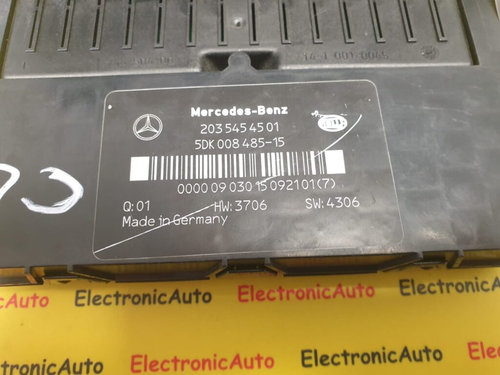 Mercedes-Benz
203 545 45 01
5DK 008 485-15
0000 09 030 15 092101(7)
Q:01 HW:3706 SW:4306
Made in Germany
ElectronicAuto ElectronicAuto ElectronicAuto
ElectronicAuto ElectronicAuto ElectronicAuto